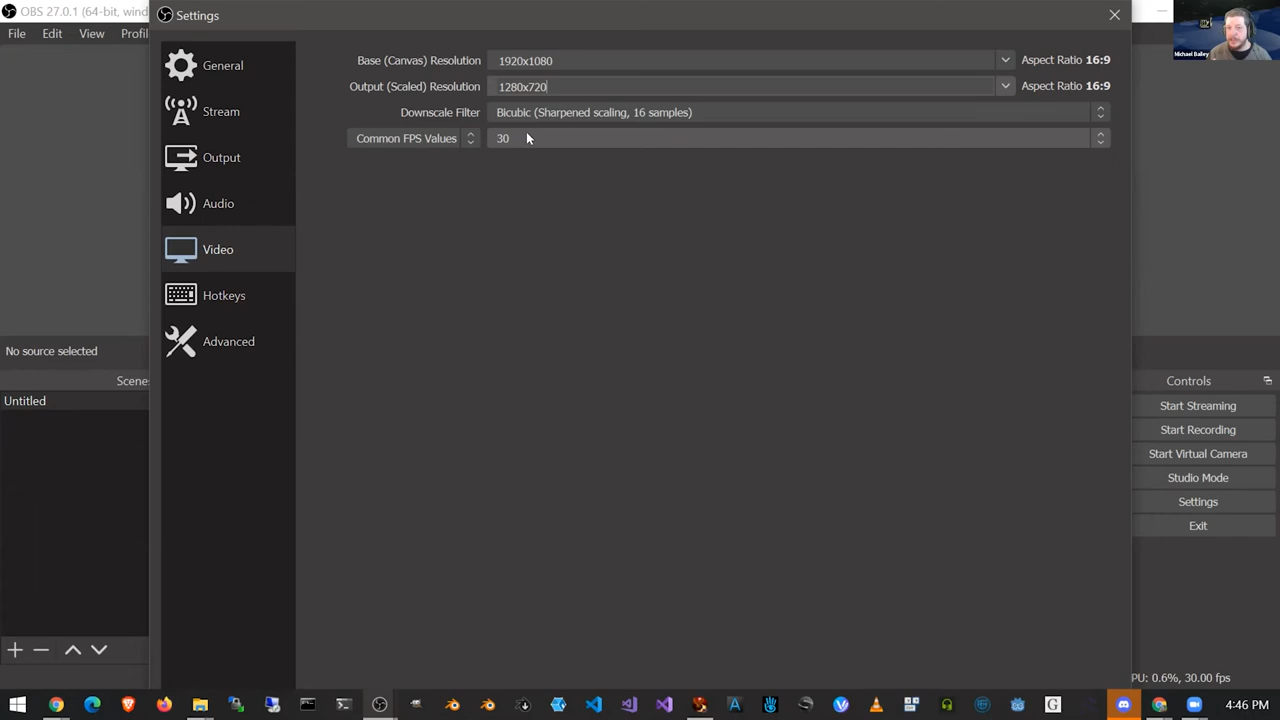 OBS 27.0.1 (64-bit, wind
Settings
Michael Bailey
File Edit View Profil
General
Stream
Output
Audio
Video
Hotkeys
Advanced
Base (Canvas) Resolution 1920x1080 Aspect Ratio 16:9
Output (Scaled) Resolution 1280x720 Aspect Ratio 16:9
Downscale Filter Bicubic (Sharpened scaling, 16 samples)
Common FPS Values 30
No source selected
Scenes
Untitled
Controls
Start Streaming
Start Recording
Start Virtual Camera
Studio Mode
Settings
Exit
PU: 0.6%, 30.00 fps
4:46 PM